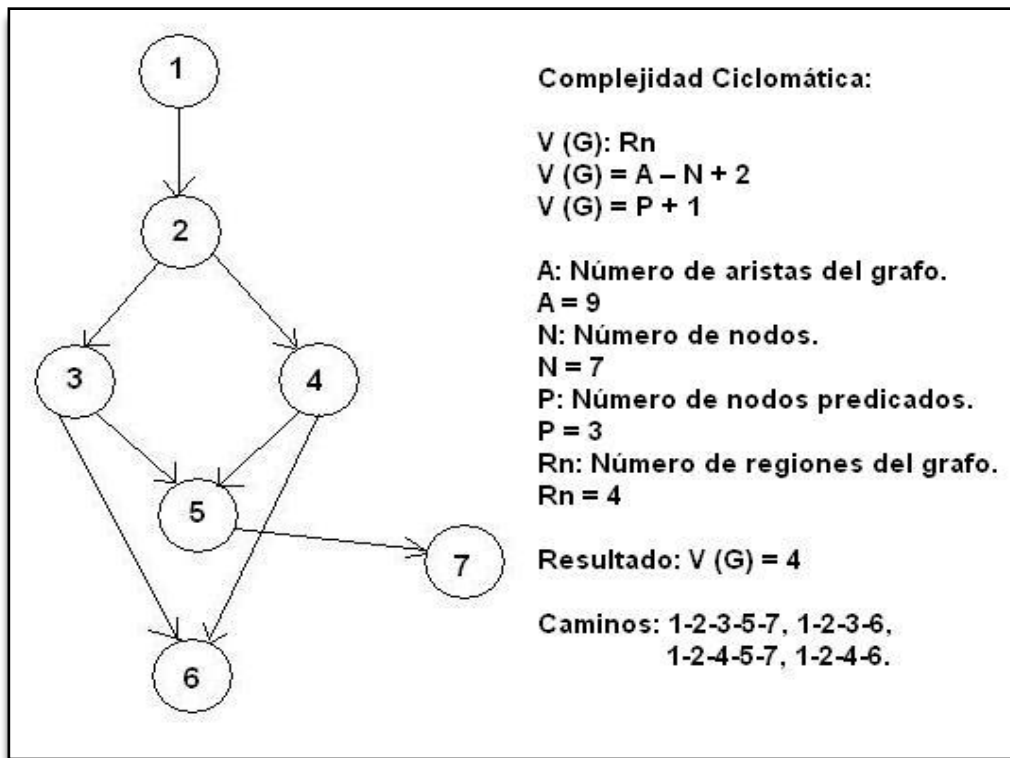 1
2
3
4
5
7
6
Complejidad Ciclomática:
V (G): Rn
V (G) = A – N + 2
V (G) = P + 1
A: Número de aristas del grafo.
A = 9
N: Número de nodos.
N = 7
P: Número de nodos predicados.
P = 3
Rn: Número de regiones del grafo.
Rn = 4
Resultado: V (G) = 4
Caminos: 1-2-3-5-7, 1-2-3-6,
1-2-4-5-7, 1-2-4-6.